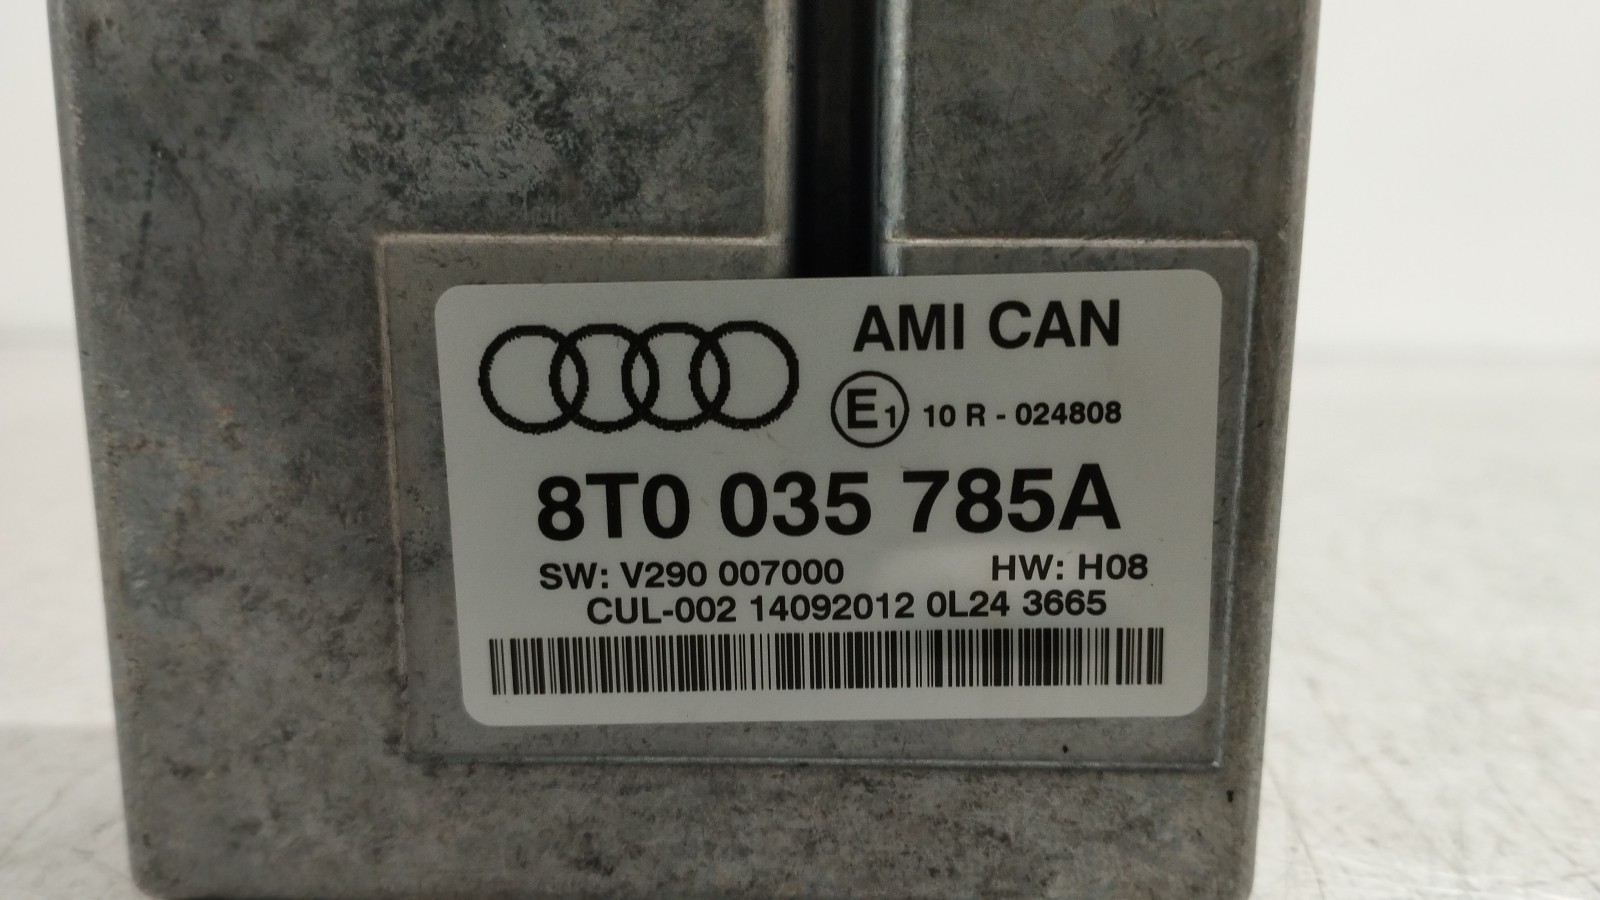 AMI CAN
E1 10 R - 024808
8T0 035 785A
SW: V290 007000 HW: H08
CUL-002 14092012 0L24 3665